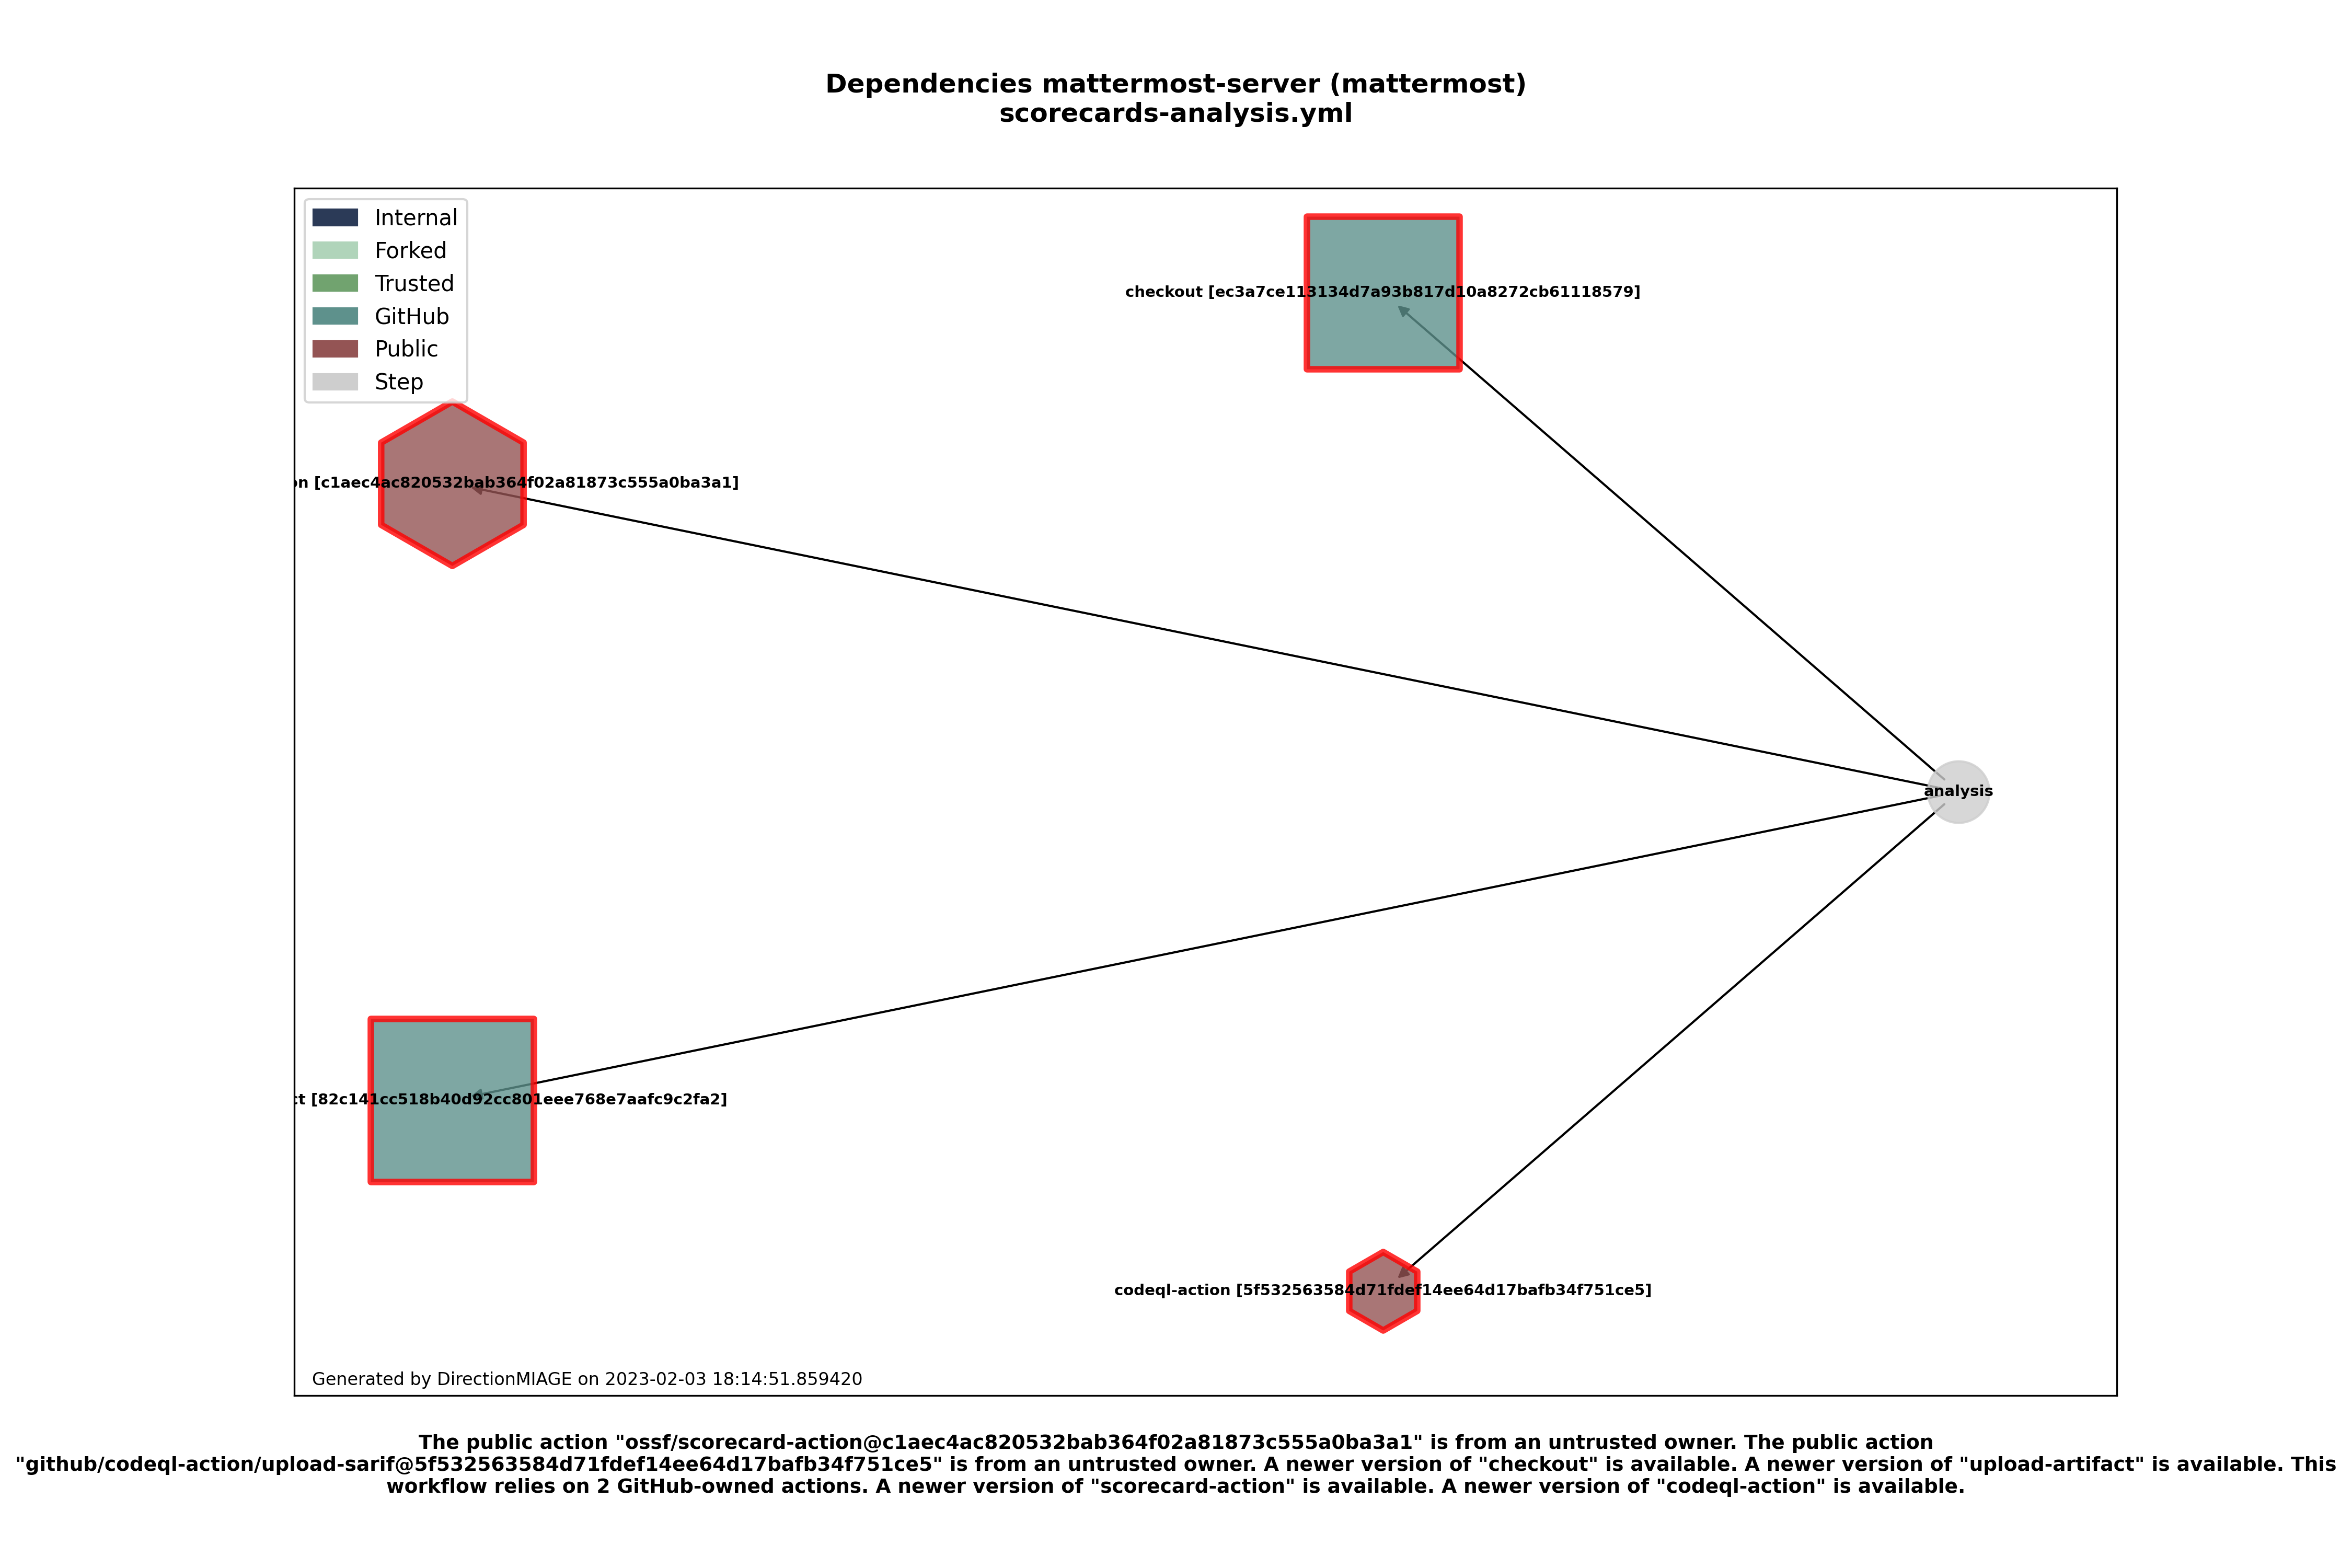 Dependencies mattermost-server (mattermost)
scorecards-analysis.yml
Internal
Forked
Trusted
GitHub
Public
Step
checkout [ec3a7ce113134d7a93b817d10a8272cb61118579]
on [c1aec4ac820532bab364f02a81873c555a0ba3a1]
analysis
ct [82c141cc518b40d92cc801eee768e7aafc9c2fa2]
codeql-action [5f532563584d71fdef14ee64d17bafb34f751ce5]
Generated by DirectionMIAGE on 2023-02-03 18:14:51.859420
The public action "ossf/scorecard-action@c1aec4ac820532bab364f02a81873c555a0ba3a1" is from an untrusted owner. The public action
"github/codeql-action/upload-sarif@5f532563584d71fdef14ee64d17bafb34f751ce5" is from an untrusted owner. A newer version of "checkout" is available. A newer version of "upload-artifact" is available. This
workflow relies on 2 GitHub-owned actions. A newer version of "scorecard-action" is available. A newer version of "codeql-action" is available.